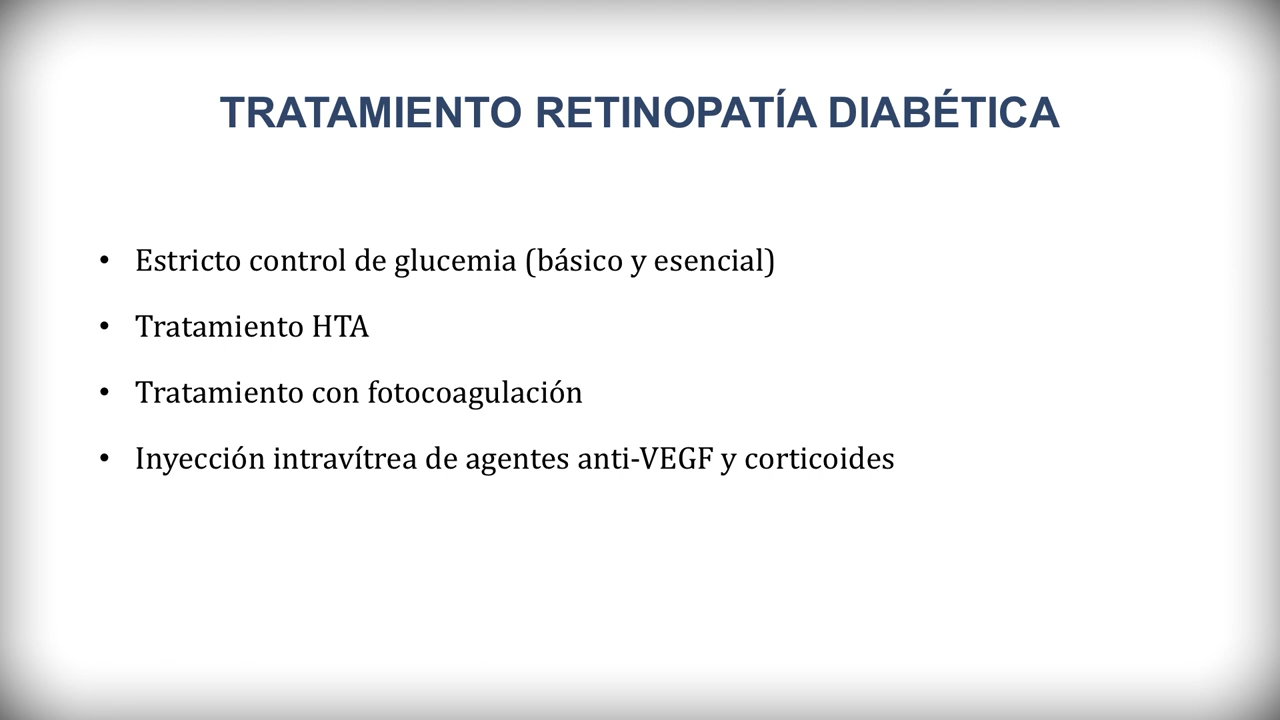 TRATAMIENTO RETINOPATÍA DIABÉTICA
• Estricto control de glucemia (básico y esencial)
• Tratamiento HTA
• Tratamiento con fotocoagulación
• Inyección intravítrea de agentes anti-VEGF y corticoides